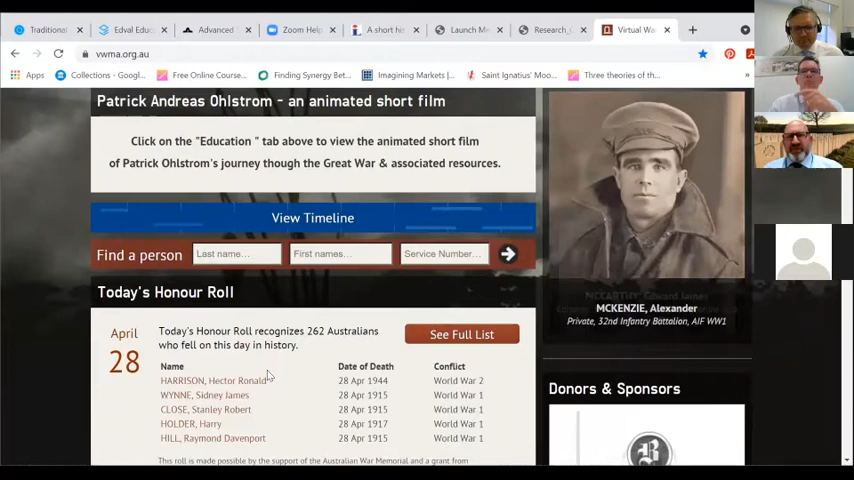 Traditional
Edval Educ
Advanced
Zoom Help
A short his
Launch Me
Research_
Virtual Wa
vwma.org.au
Apps
Collections - Googl...
Free Online Course...
Finding Synergy Bet...
Imagining Markets |...
Saint Ignatius' Moo...
Three theories of th...
»
Patrick Andreas Ohlstrom - an animated short film
Click on the "Education " tab above to view the animated short film
of Patrick Ohlstrom's journey though the Great War & associated resources.
View Timeline
Find a person
Last name...
First names...
Service Number...
Today's Honour Roll
April
28
Today's Honour Roll recognizes 262 Australians
who fell on this day in history.
See Full List
Name Date of Death Conflict
HARRISON, Hector Ronald 28 Apr 1944 World War 2
WYNNE, Sidney James 28 Apr 1915 World War 1
CLOSE, Stanley Robert 28 Apr 1915 World War 1
HOLDER, Harry 28 Apr 1917 World War 1
HILL, Raymond Davenport 28 Apr 1915 World War 1
This roll is made possible by the support of the Australian War Memorial and a grant from
MCCARTHY, Edward James
MCKENZIE, Alexander
Private, 32nd Infantry Battalion, AIF WW1
Donors & Sponsors